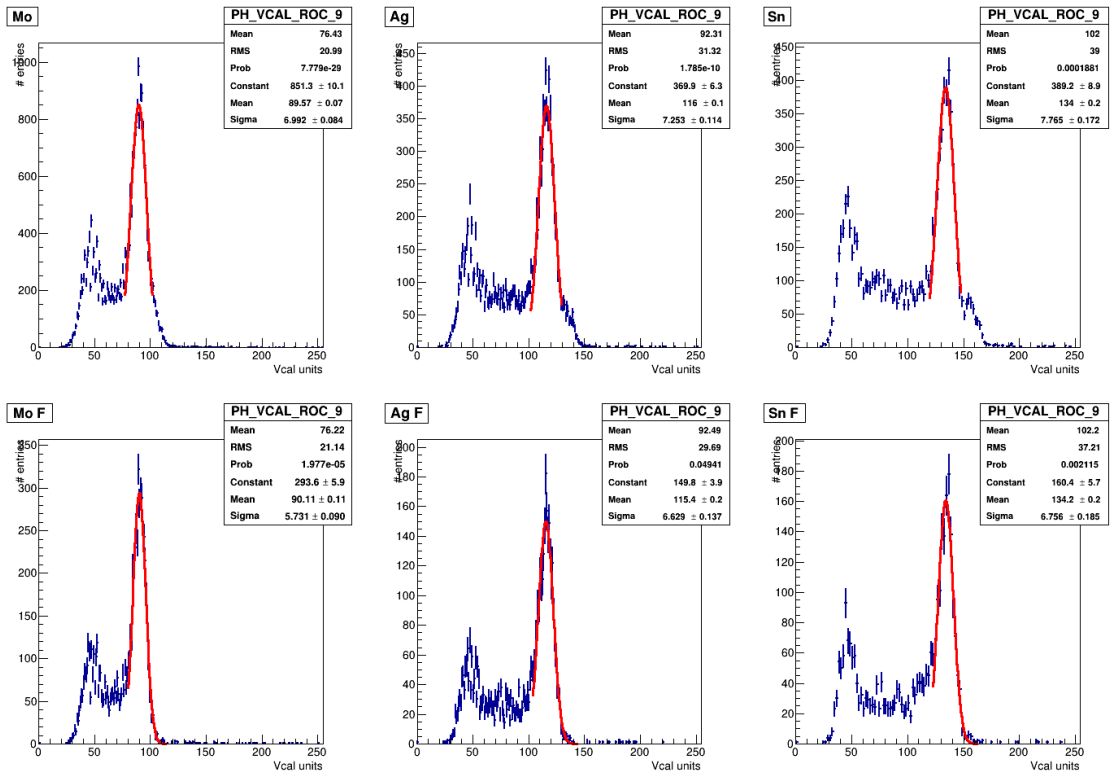 Mo
PH_VCAL_ROC_9
Mean 76.43
RMS 20.99
Prob 7.779e-29
Constant 851.3 ± 10.1
Mean 89.57 ± 0.07
Sigma 6.992 ± 0.084
# entries
1000
800
600
400
200
0
0 50 100 150 200 250
Vcal units
Ag
PH_VCAL_ROC_9
Mean 92.31
RMS 31.32
Prob 1.785e-10
Constant 369.9 ± 6.3
Mean 116 ± 0.1
Sigma 7.253 ± 0.114
# entries
450
400
350
300
250
200
150
100
50
0
0 50 100 150 200 250
Vcal units
Sn
PH_VCAL_ROC_9
Mean 102
RMS 39
Prob 0.0001881
Constant 389.2 ± 8.9
Mean 134 ± 0.2
Sigma 7.765 ± 0.172
# entries
450
400
350
300
250
200
150
100
50
0
0 50 100 150 200 250
Vcal units
Mo F
PH_VCAL_ROC_9
Mean 76.22
RMS 21.14
Prob 1.977e-05
Constant 293.6 ± 5.9
Mean 90.11 ± 0.11
Sigma 5.731 ± 0.090
# entries
350
300
250
200
150
100
50
0
0 50 100 150 200 250
Vcal units
Ag F
PH_VCAL_ROC_9
Mean 92.49
RMS 29.69
Prob 0.04941
Constant 149.8 ± 3.9
Mean 115.4 ± 0.2
Sigma 6.629 ± 0.137
# entries
200
180
160
140
120
100
80
60
40
20
0
0 50 100 150 200 250
Vcal units
Sn F
PH_VCAL_ROC_9
Mean 102.2
RMS 37.21
Prob 0.002115
Constant 160.4 ± 5.7
Mean 134.2 ± 0.2
Sigma 6.756 ± 0.185
# entries
200
180
160
140
120
100
80
60
40
20
0
0 50 100 150 200 250
Vcal units